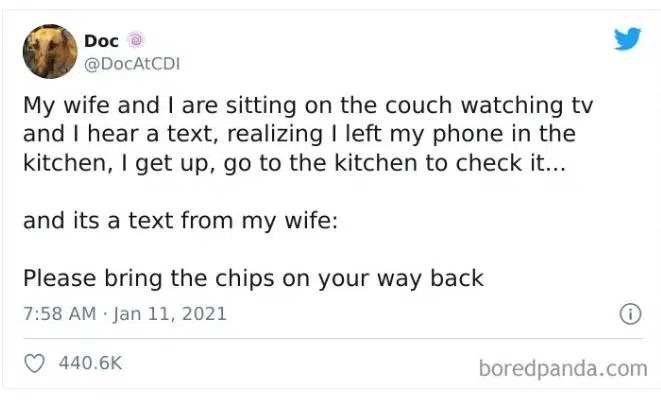 Doc
@DocAtCDI
My wife and I are sitting on the couch watching tv
and I hear a text, realizing I left my phone in the
kitchen, I get up, go to the kitchen to check it...
and its a text from my wife:
Please bring the chips on your way back
7:58 AM · Jan 11, 2021
440.6K
boredpanda.com